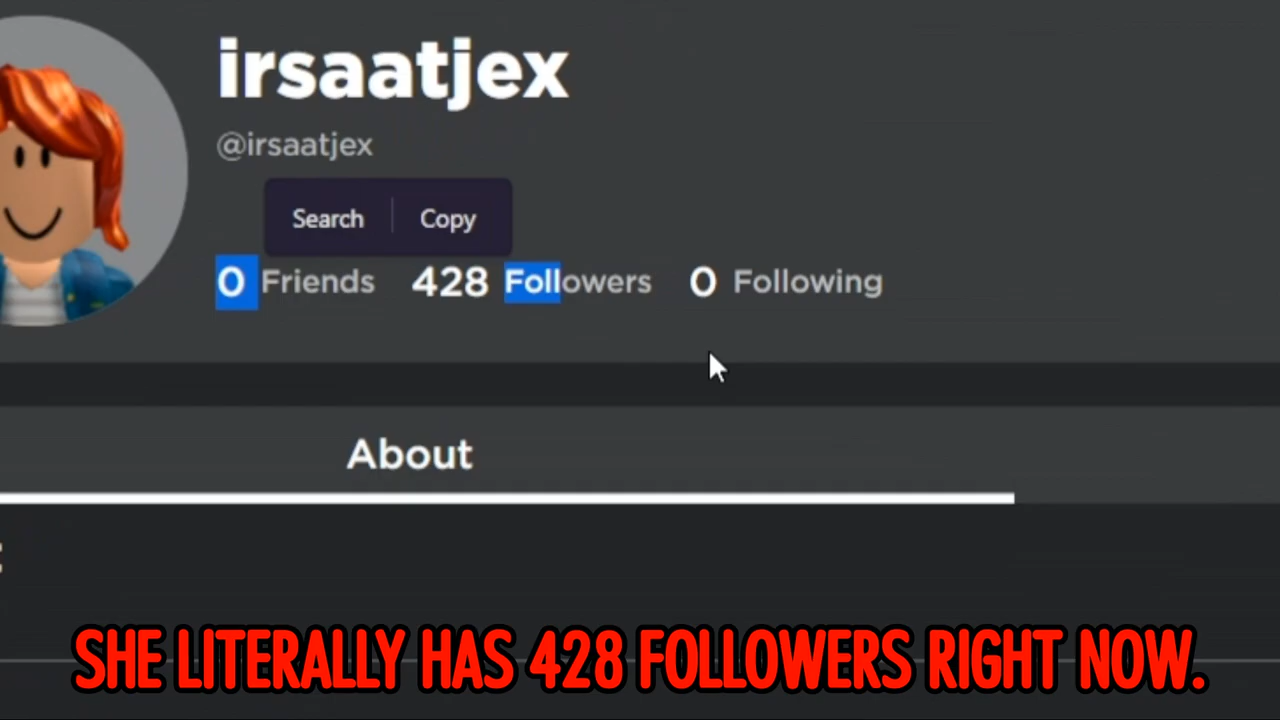 irsaatjex
@irsaatjex
Search Copy
0 Friends 428 Followers 0 Following
About
SHE LITERALLY HAS 428 FOLLOWERS RIGHT NOW.